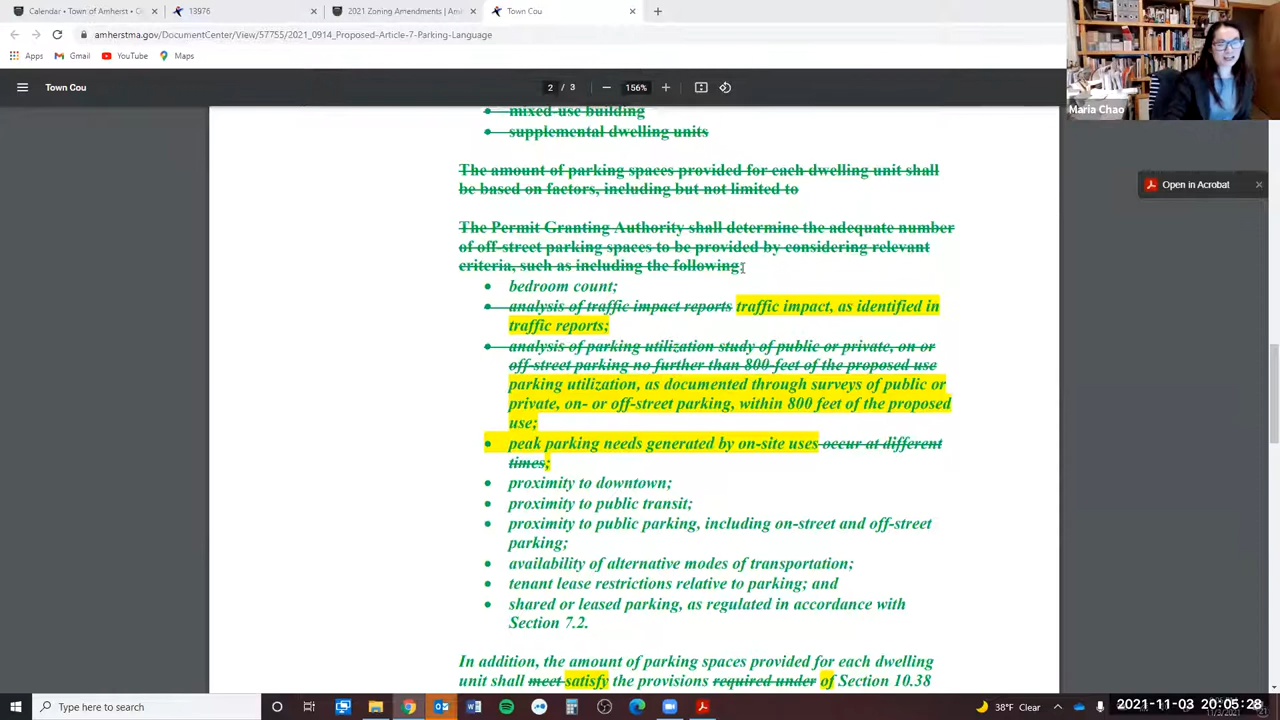 Calendar • Town of Amherst • Ci
13976
2021 Zoning Amendments | Am
Town Cou
amherstma.gov/DocumentCenter/View/57755/2021_0914_Proposed-Article-7-Parking-Language
Apps
Gmail
YouTube
Maps
Town Cou
2 / 3
156%
Maria Chao
Open in Acrobat
• mixed-use building
• supplemental dwelling units
The amount of parking spaces provided for each dwelling unit shall
be based on factors, including but not limited to
The Permit Granting Authority shall determine the adequate number
of off-street parking spaces to be provided by considering relevant
criteria, such as including the following:
• bedroom count;
• analysis of traffic impact reports traffic impact, as identified in
traffic reports;
• analysis of parking utilization study of public or private, on or
off-street parking no further than 800 feet of the proposed use
parking utilization, as documented through surveys of public or
private, on- or off-street parking, within 800 feet of the proposed
use;
• peak parking needs generated by on-site uses occur at different
times;
• proximity to downtown;
• proximity to public transit;
• proximity to public parking, including on-street and off-street
parking;
• availability of alternative modes of transportation;
• tenant lease restrictions relative to parking; and
• shared or leased parking, as regulated in accordance with
Section 7.2.
In addition, the amount of parking spaces provided for each dwelling
unit shall meet satisfy the provisions required under of Section 10.38
Type here to search
38°F Clear
2021-11-03 21:05:28